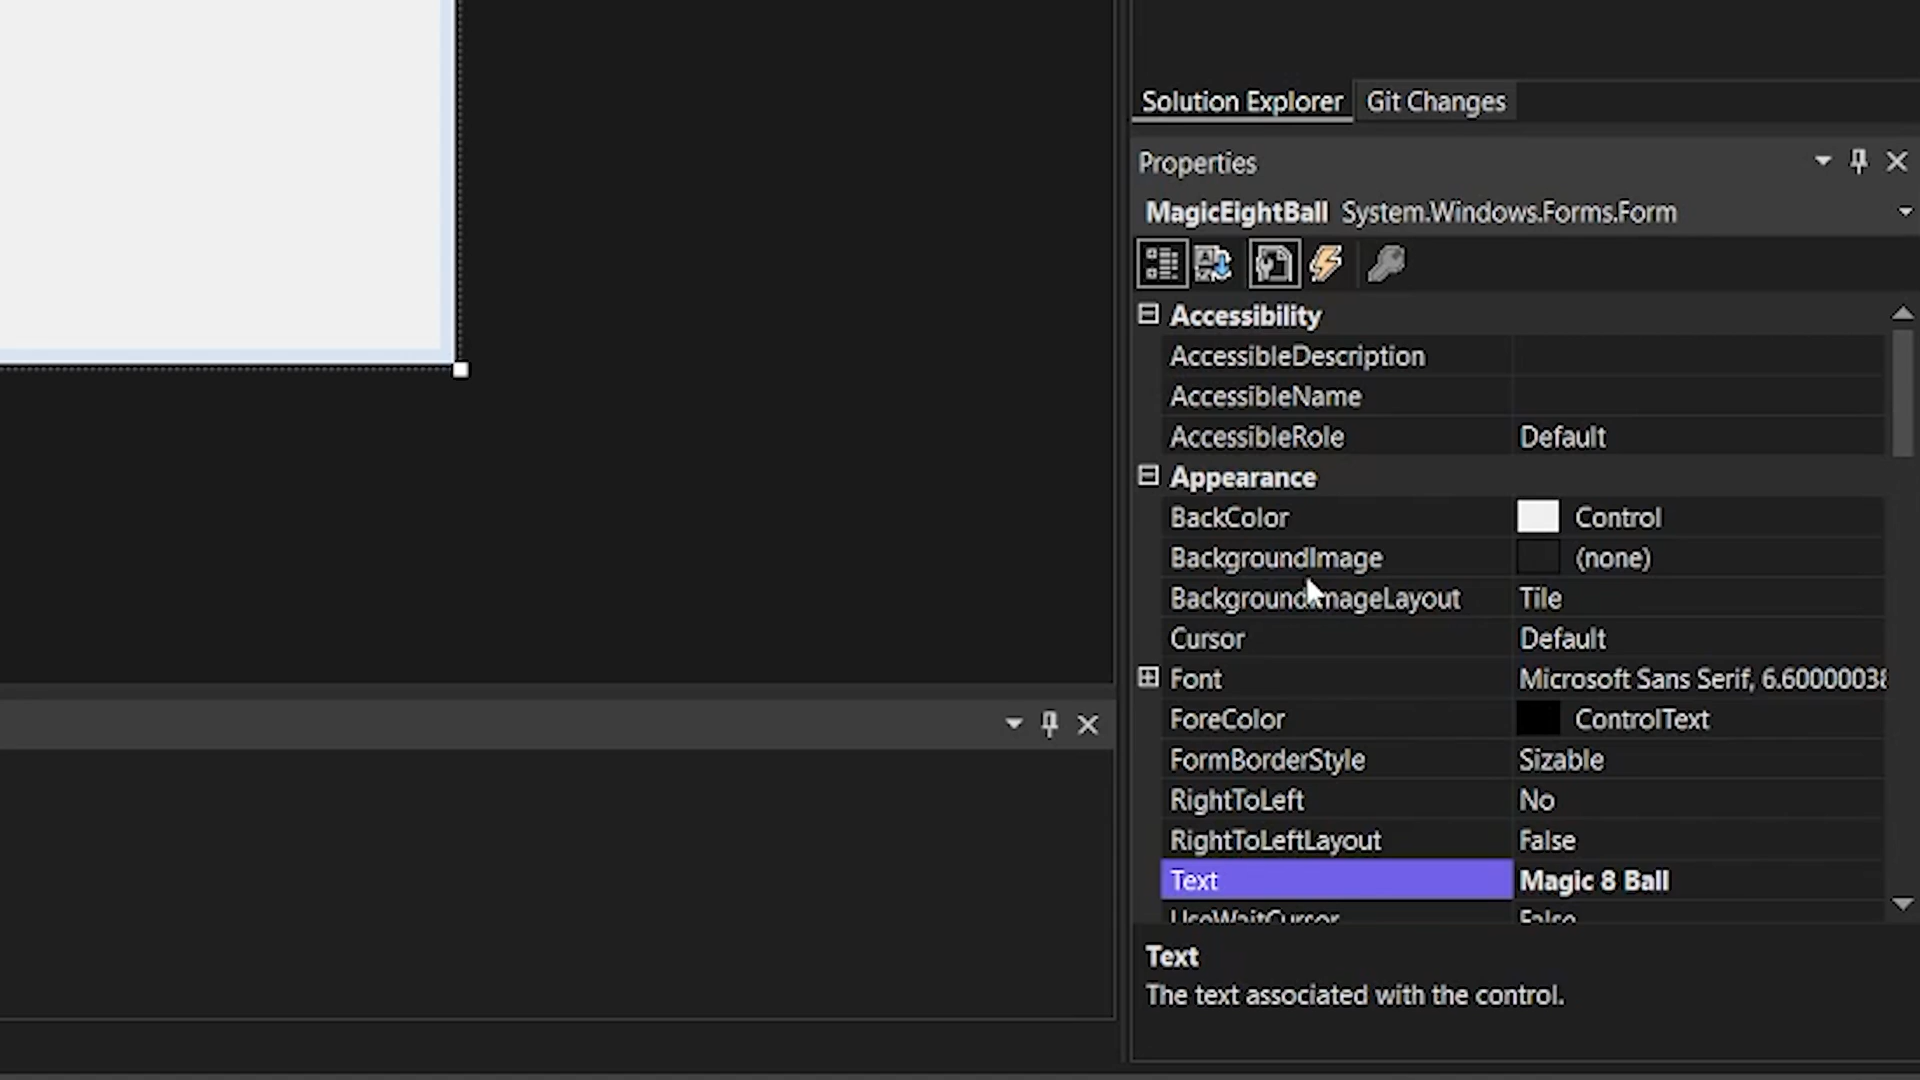 Solution Explorer Git Changes
Properties
MagicEightBall System.Windows.Forms.Form
Accessibility
AccessibleDescription
AccessibleName
AccessibleRole Default
Appearance
BackColor Control
BackgroundImage (none)
BackgroundImageLayout Tile
Cursor Default
Font Microsoft Sans Serif, 6.6000003
ForeColor ControlText
FormBorderStyle Sizable
RightToLeft No
RightToLeftLayout False
Text Magic 8 Ball
UseWaitCursor False
Text
The text associated with the control.